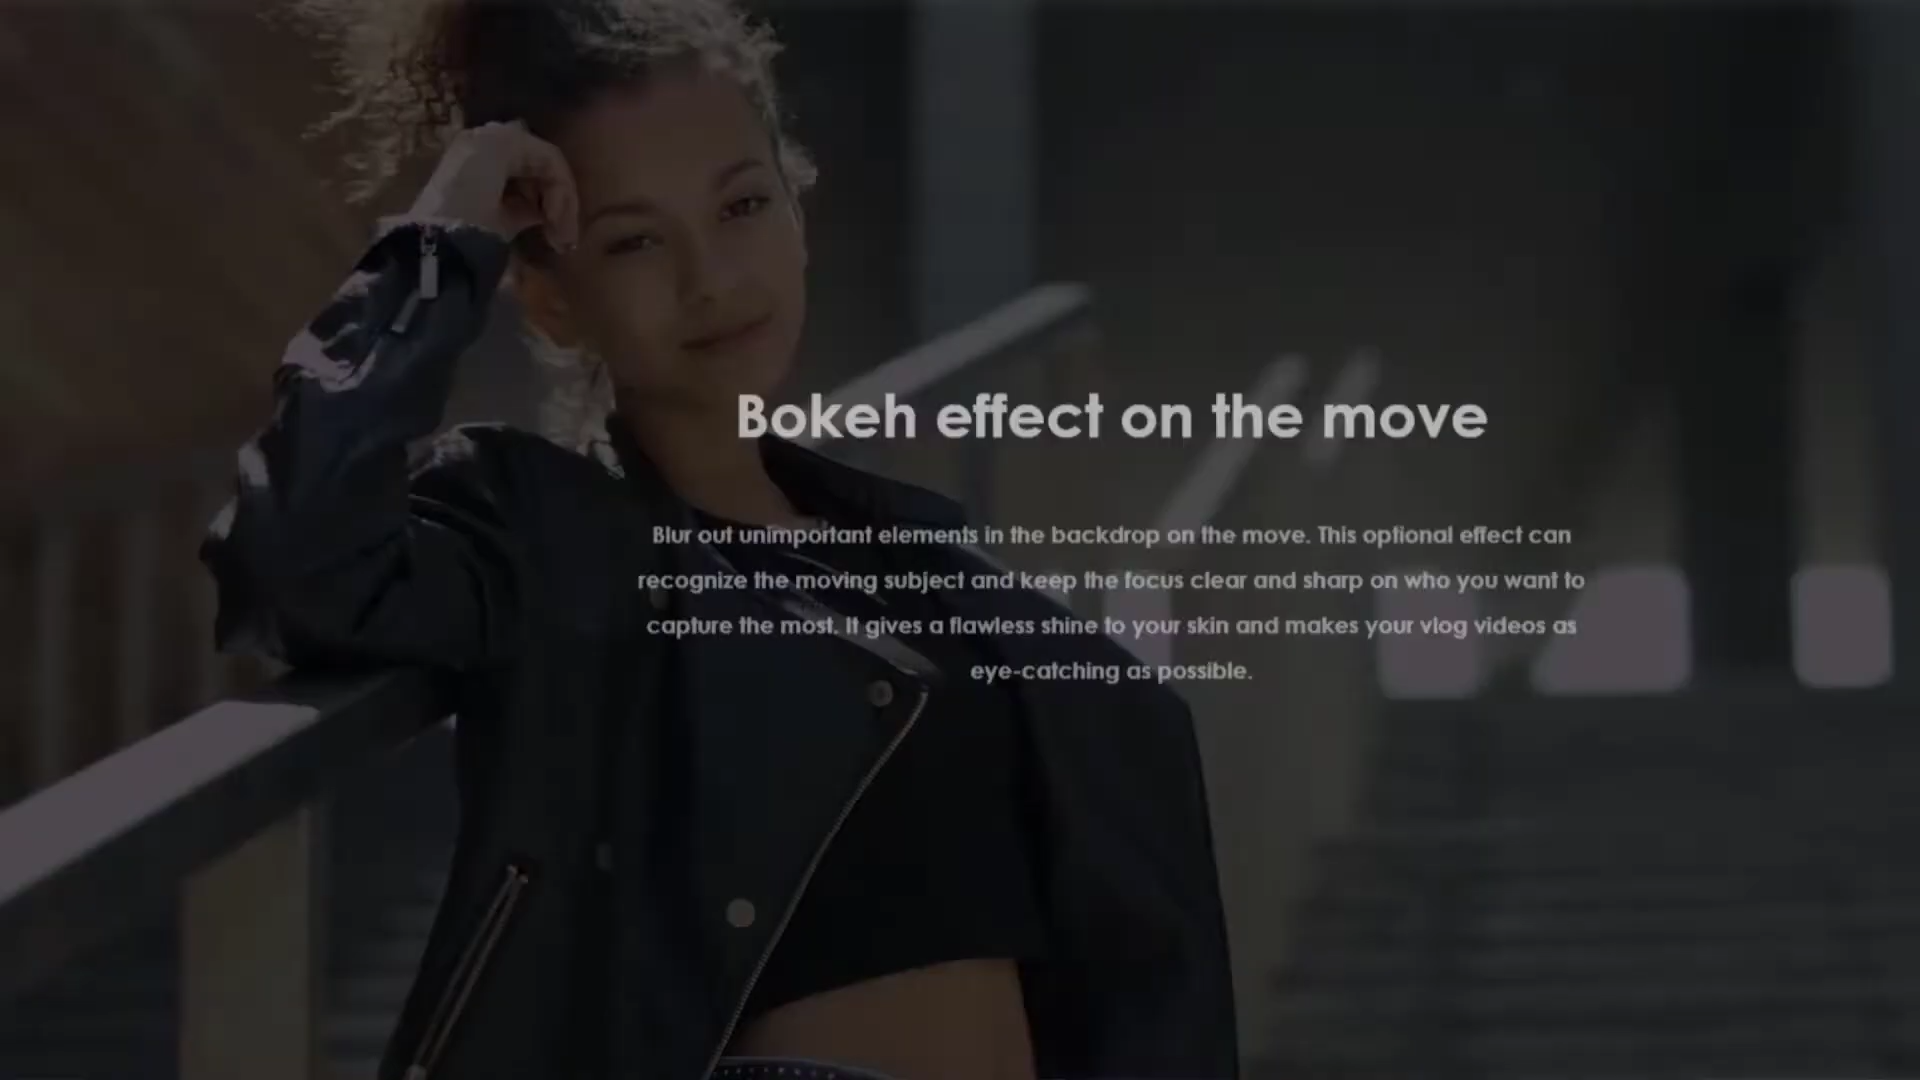 Bokeh effect on the move
Blur out unimportant elements in the backdrop on the move. This optional effect can
recognize the moving subject and keep the focus clear and sharp on who you want to
capture the most. It gives a flawless shine to your skin and makes your vlog videos as
eye-catching as possible.